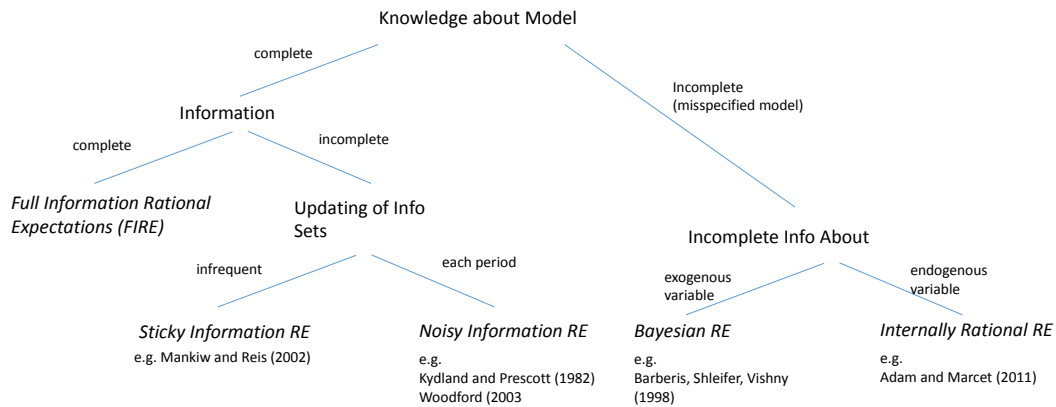 Knowledge about Model
complete
Incomplete
(misspecified model)
Information
complete
incomplete
Full Information Rational
Expectations (FIRE)
Updating of Info
Sets
Incomplete Info About
infrequent
each period
exogenous
variable
endogenous
variable
Sticky Information RE
e.g. Mankiw and Reis (2002)
Noisy Information RE
e.g.
Kydland and Prescott (1982)
Woodford (2003
Bayesian RE
e.g.
Barberis, Shleifer, Vishny
(1998)
Internally Rational RE
e.g.
Adam and Marcet (2011)